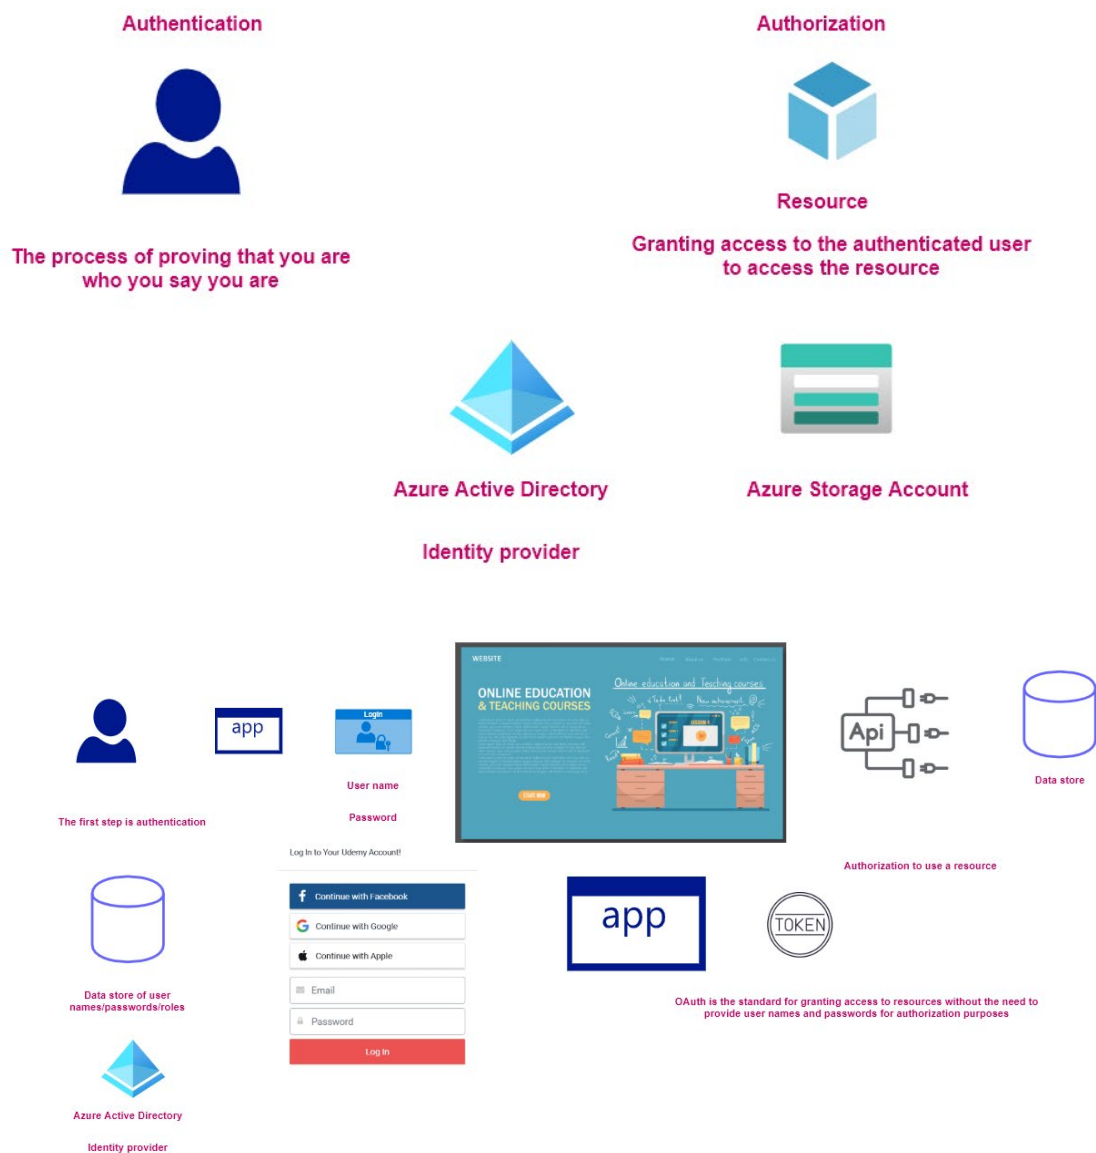 Authentication
Authorization
Resource
The process of proving that you are
who you say you are
Granting access to the authenticated user
to access the resource
Azure Active Directory
Azure Storage Account
Identity provider
WEBSITE
ONLINE EDUCATION
& TEACHING COURSES
START NOW
Online education and Teaching courses
app
Login
User name
Password
Api
Data store
The first step is authentication
Log In to Your Udemy Account!
Continue with Facebook
Continue with Google
Continue with Apple
Email
Password
Log In
Authorization to use a resource
app
TOKEN
OAuth is the standard for granting access to resources without the need to
provide user names and passwords for authorization purposes
Data store of user
names/passwords/roles
Azure Active Directory
Identity provider